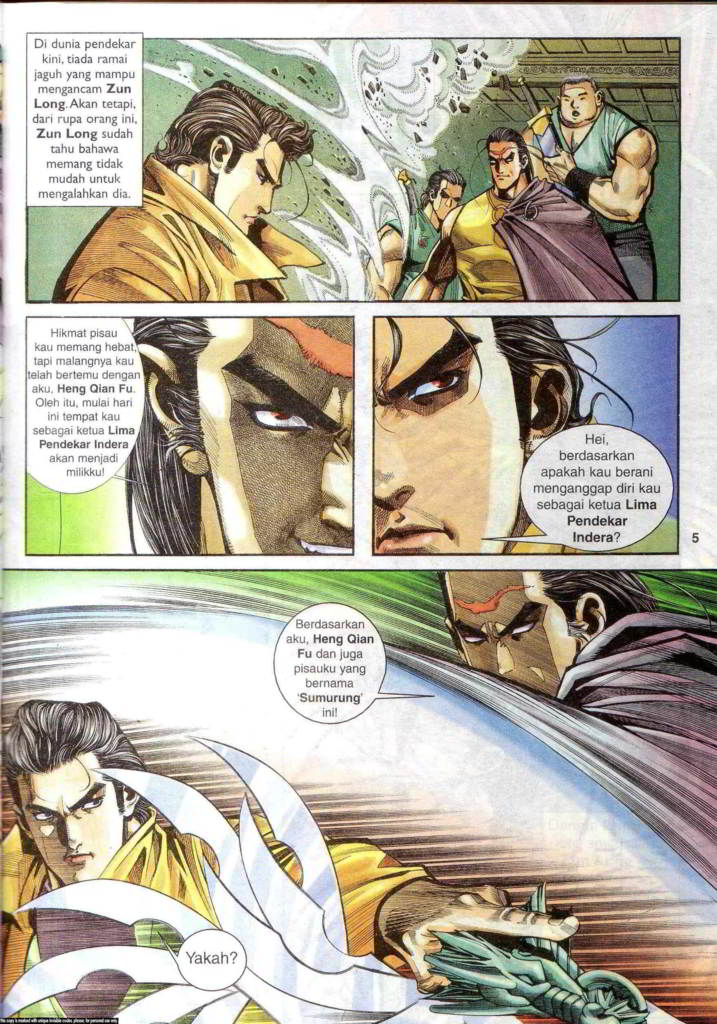 Di dunia pendekar
kini, tiada ramai
jaguh yang mampu
mengancam Zun
Long. Akan tetapi,
dari rupa orang ini,
Zun Long sudah
tahu bahawa
memang tidak
mudah untuk
mengalahkan dia.
Hikmat pisau
kau memang hebat,
tapi malangnya kau
telah bertemu dengan
aku, Heng Qian Fu.
Oleh itu, mulai hari
ini tempat kau
sebagai ketua Lima
Pendekar Indera
akan menjadi
milikku!
Hei,
berdasarkan
apakah kau berani
menganggap diri kau
sebagai ketua Lima
Pendekar
Indera?
5
Berdasarkan
aku, Heng Qian
Fu dan juga
pisauku yang
bernama
'Sumurung'
ini!
Yakah?